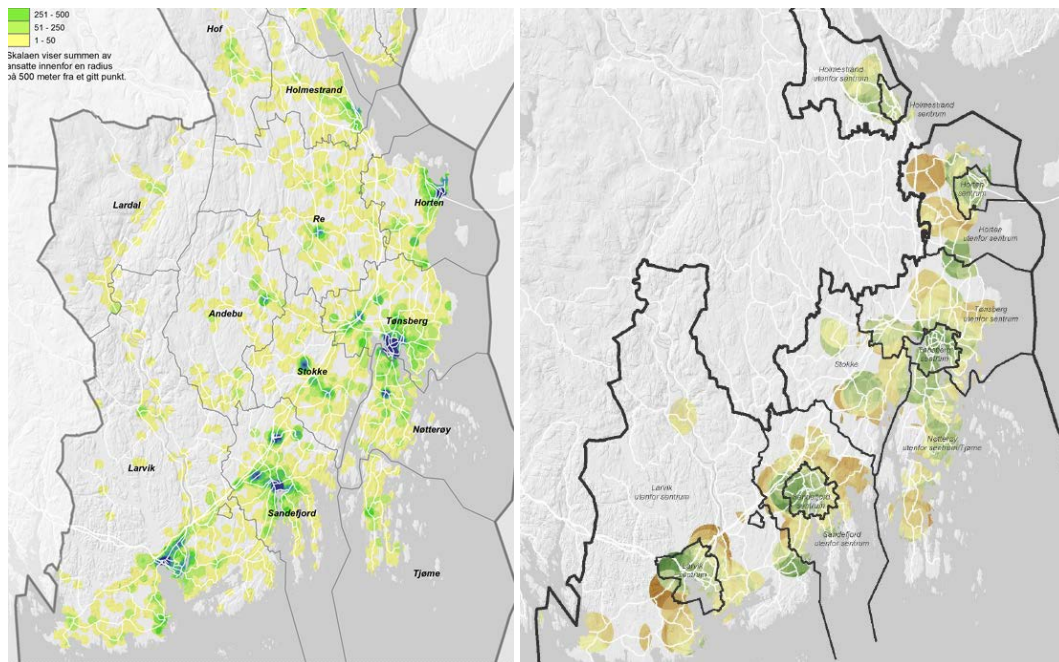 251 - 500
51 - 250
1 - 50
Skalaen viser summen av
ansatte innenfor en radius
på 500 meter fra et gitt punkt.
Hof
Holmestrand
Lardal
Horten
Re
Andebu
Tønsberg
Stokke
Nøtterøy
Larvik
Sandefjord
Tjøme
Holmestrand
utenfor sentrum
Holmestrand
sentrum
Horten
sentrum
Horten
utenfor sentrum
Tønsberg
utenfor sentrum
Tønsberg
sentrum
Stokke
Nøtterøy
utenfor sentrum/Tjøme
Larvik
utenfor sentrum
Sandefjord
sentrum
Sandefjord
utenfor sentrum
Larvik
sentrum